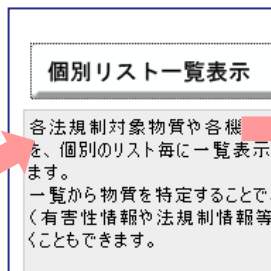 個別リスト一覧表示
各法規制対象物質や各機
を、個別のリスト毎に一覧表示
ます。
一覧から物質を特定することで
(有害性情報や法規制情報等
くこともできます。